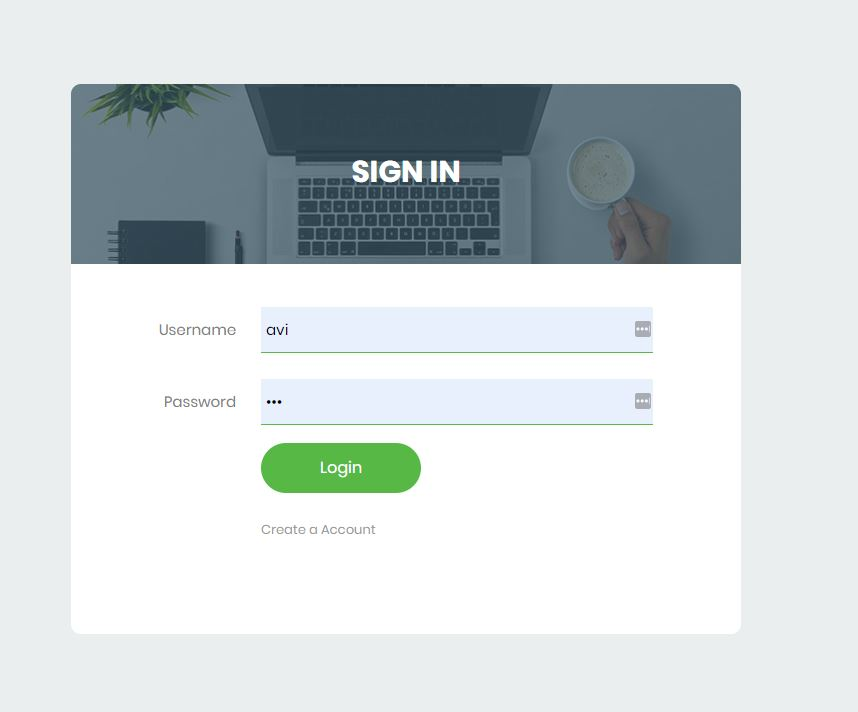 SIGN IN
Username
avi
Password
•••
Login
Create a Account